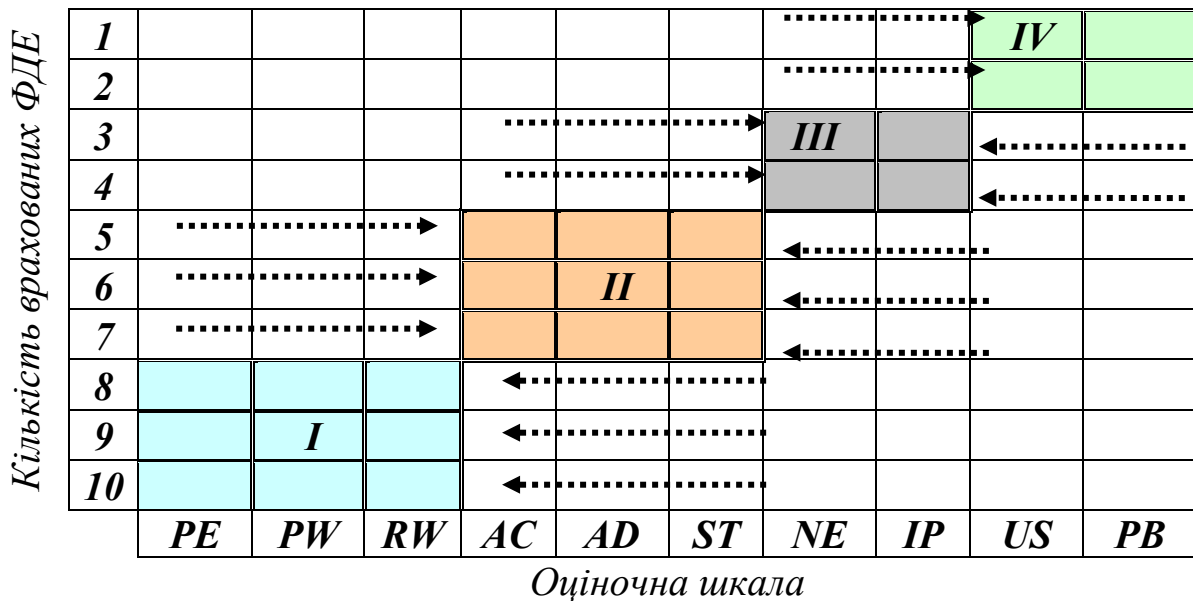 Кількість врахованих ФДЕ
1 IV
2
3 III
4
5
6 II
7
8
9 I
10
PE PW RW AC AD ST NE IP US PB
Оціночна шкала